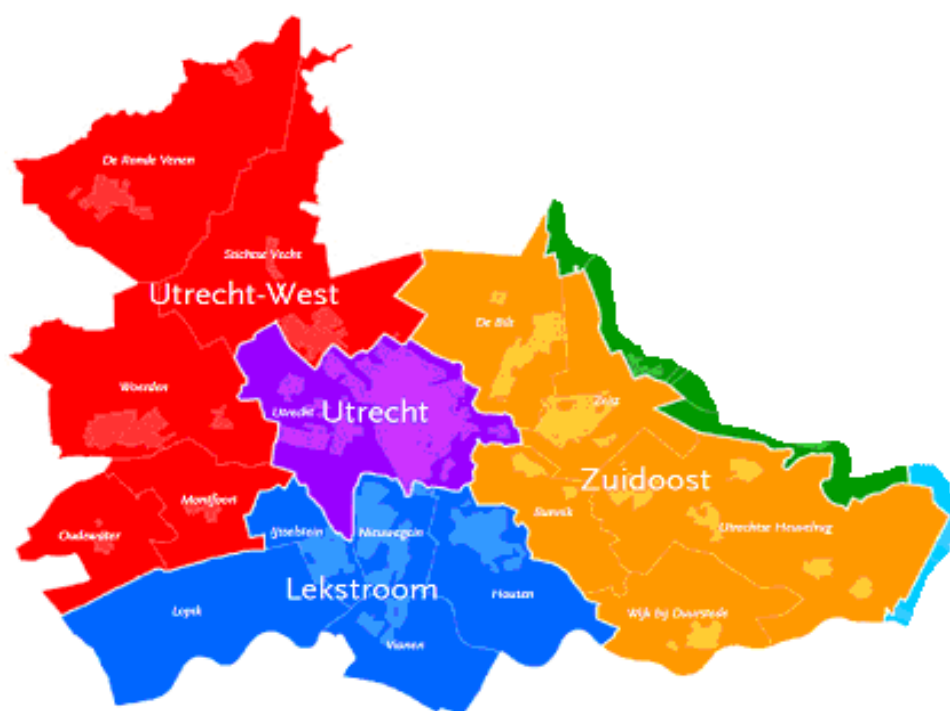 De Ronde Venen
Stichtse Vecht
Utrecht-West
De Bilt
Woerden
Zeist
Utrecht
Utrecht
Zuidoost
Montfoort
Bunnik
Utrechtse Heuvelrug
Oudewater
IJsselstein
Nieuwegein
Lekstroom
Houten
Lopik
Wijk bij Duurstede
Vianen